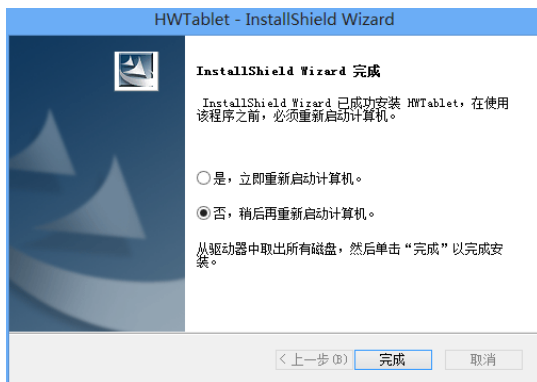 HWTablet - InstallShield Wizard
InstallShield Wizard 完成
InstallShield Wizard 已成功安装 HWTablet，在使用
该程序之前，必须重新启动计算机。
是，立即重新启动计算机。
否，稍后再重新启动计算机。
从驱动器中取出所有磁盘，然后单击“完成”以完成安
装。
< 上一步(B)
完成
取消